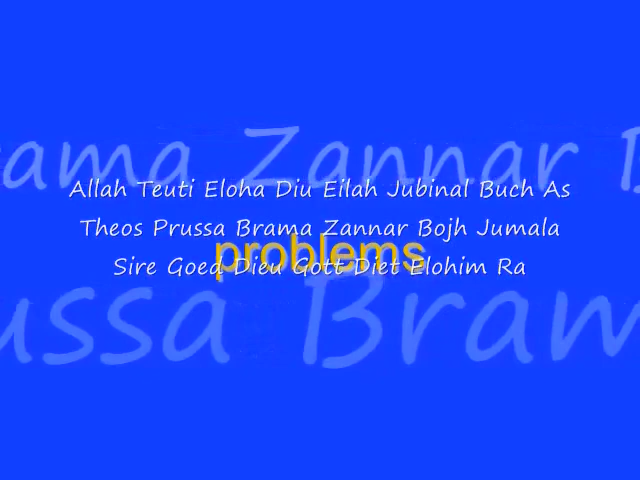 rama Zannar
Allah Teuti Eloha Diu Eilah Jubinal Buch As
Theos Prussa Brama Zannar Bojh Jumala
problems
Sire Goed Dieu Gott Diet Elohim Ra
ussa Bram